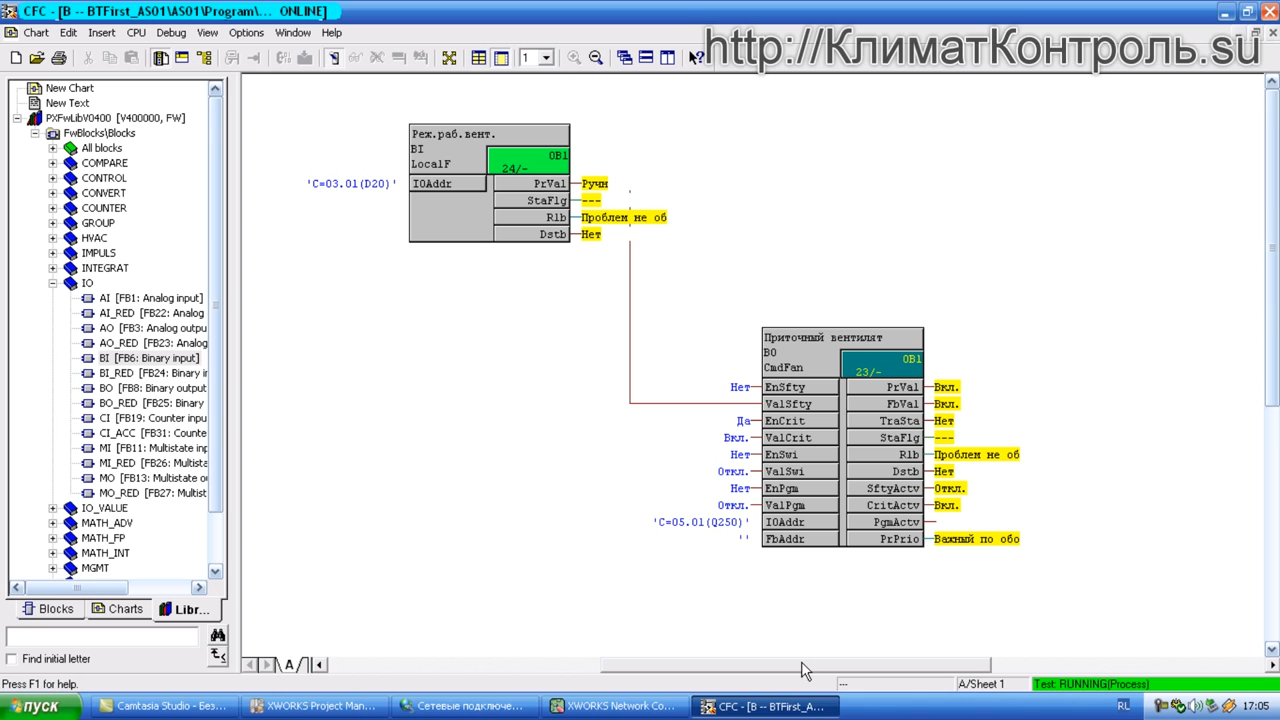 CFC - [B -- BTFirst_AS01\AS01\Program\... ONLINE]
Chart Edit Insert CPU Debug View Options Window Help
http://КлиматКонтроль.su
1
New Chart
New Text
PXFwLibV0400 [V400000, FW]
FwBlocks\Blocks
All blocks
COMPARE
CONTROL
CONVERT
COUNTER
GROUP
HVAC
IMPULS
INTEGRAT
IO
AI [FB1: Analog input]
AI_RED [FB22: Analog
AO [FB3: Analog outpu
AO_RED [FB23: Analog
BI [FB6: Binary input]
BI_RED [FB24: Binary i
BO [FB8: Binary output
BO_RED [FB25: Binary
CI [FB19: Counter input
CI_ACC [FB31: Counte
MI [FB11: Multistate inp
MI_RED [FB26: Multista
MO [FB13: Multistate ou
MO_RED [FB27: Multist
IO_VALUE
MATH_ADV
MATH_FP
MATH_INT
MGMT
Blocks Charts Libr...
Find initial letter
Реж.раб.вент.
BI
LocalF
OB1
24/-
'C=03.01(D20)' IOAddr PrVal Ручн
StaFlg ---
Rlb Проблем не об
Dstb Нет
Приточный вентилят
BO
CmdFan
OB1
23/-
Нет EnSfty PrVal Вкл.
ValSfty FbVal Вкл.
Да EnCrit TraSta Нет
Вкл. ValCrit StaFlg ---
Нет EnSwi Rlb Проблем не об
Откл. ValSwi Dstb Нет
Нет EnPgm SftyActv Откл.
Откл. ValPgm CritActv Вкл.
'C=05.01(Q250)' IOAddr PgmActv
'' FbAddr PrPrio Важный по обо
A
Press F1 for help.
---
A/Sheet 1
Test: RUNNING(Process)
пуск
Camtasia Studio - Без...
XWORKS Project Man...
Сетевые подключе...
XWORKS Network Co...
CFC - [B -- BTFirst_A...
RL
17:05